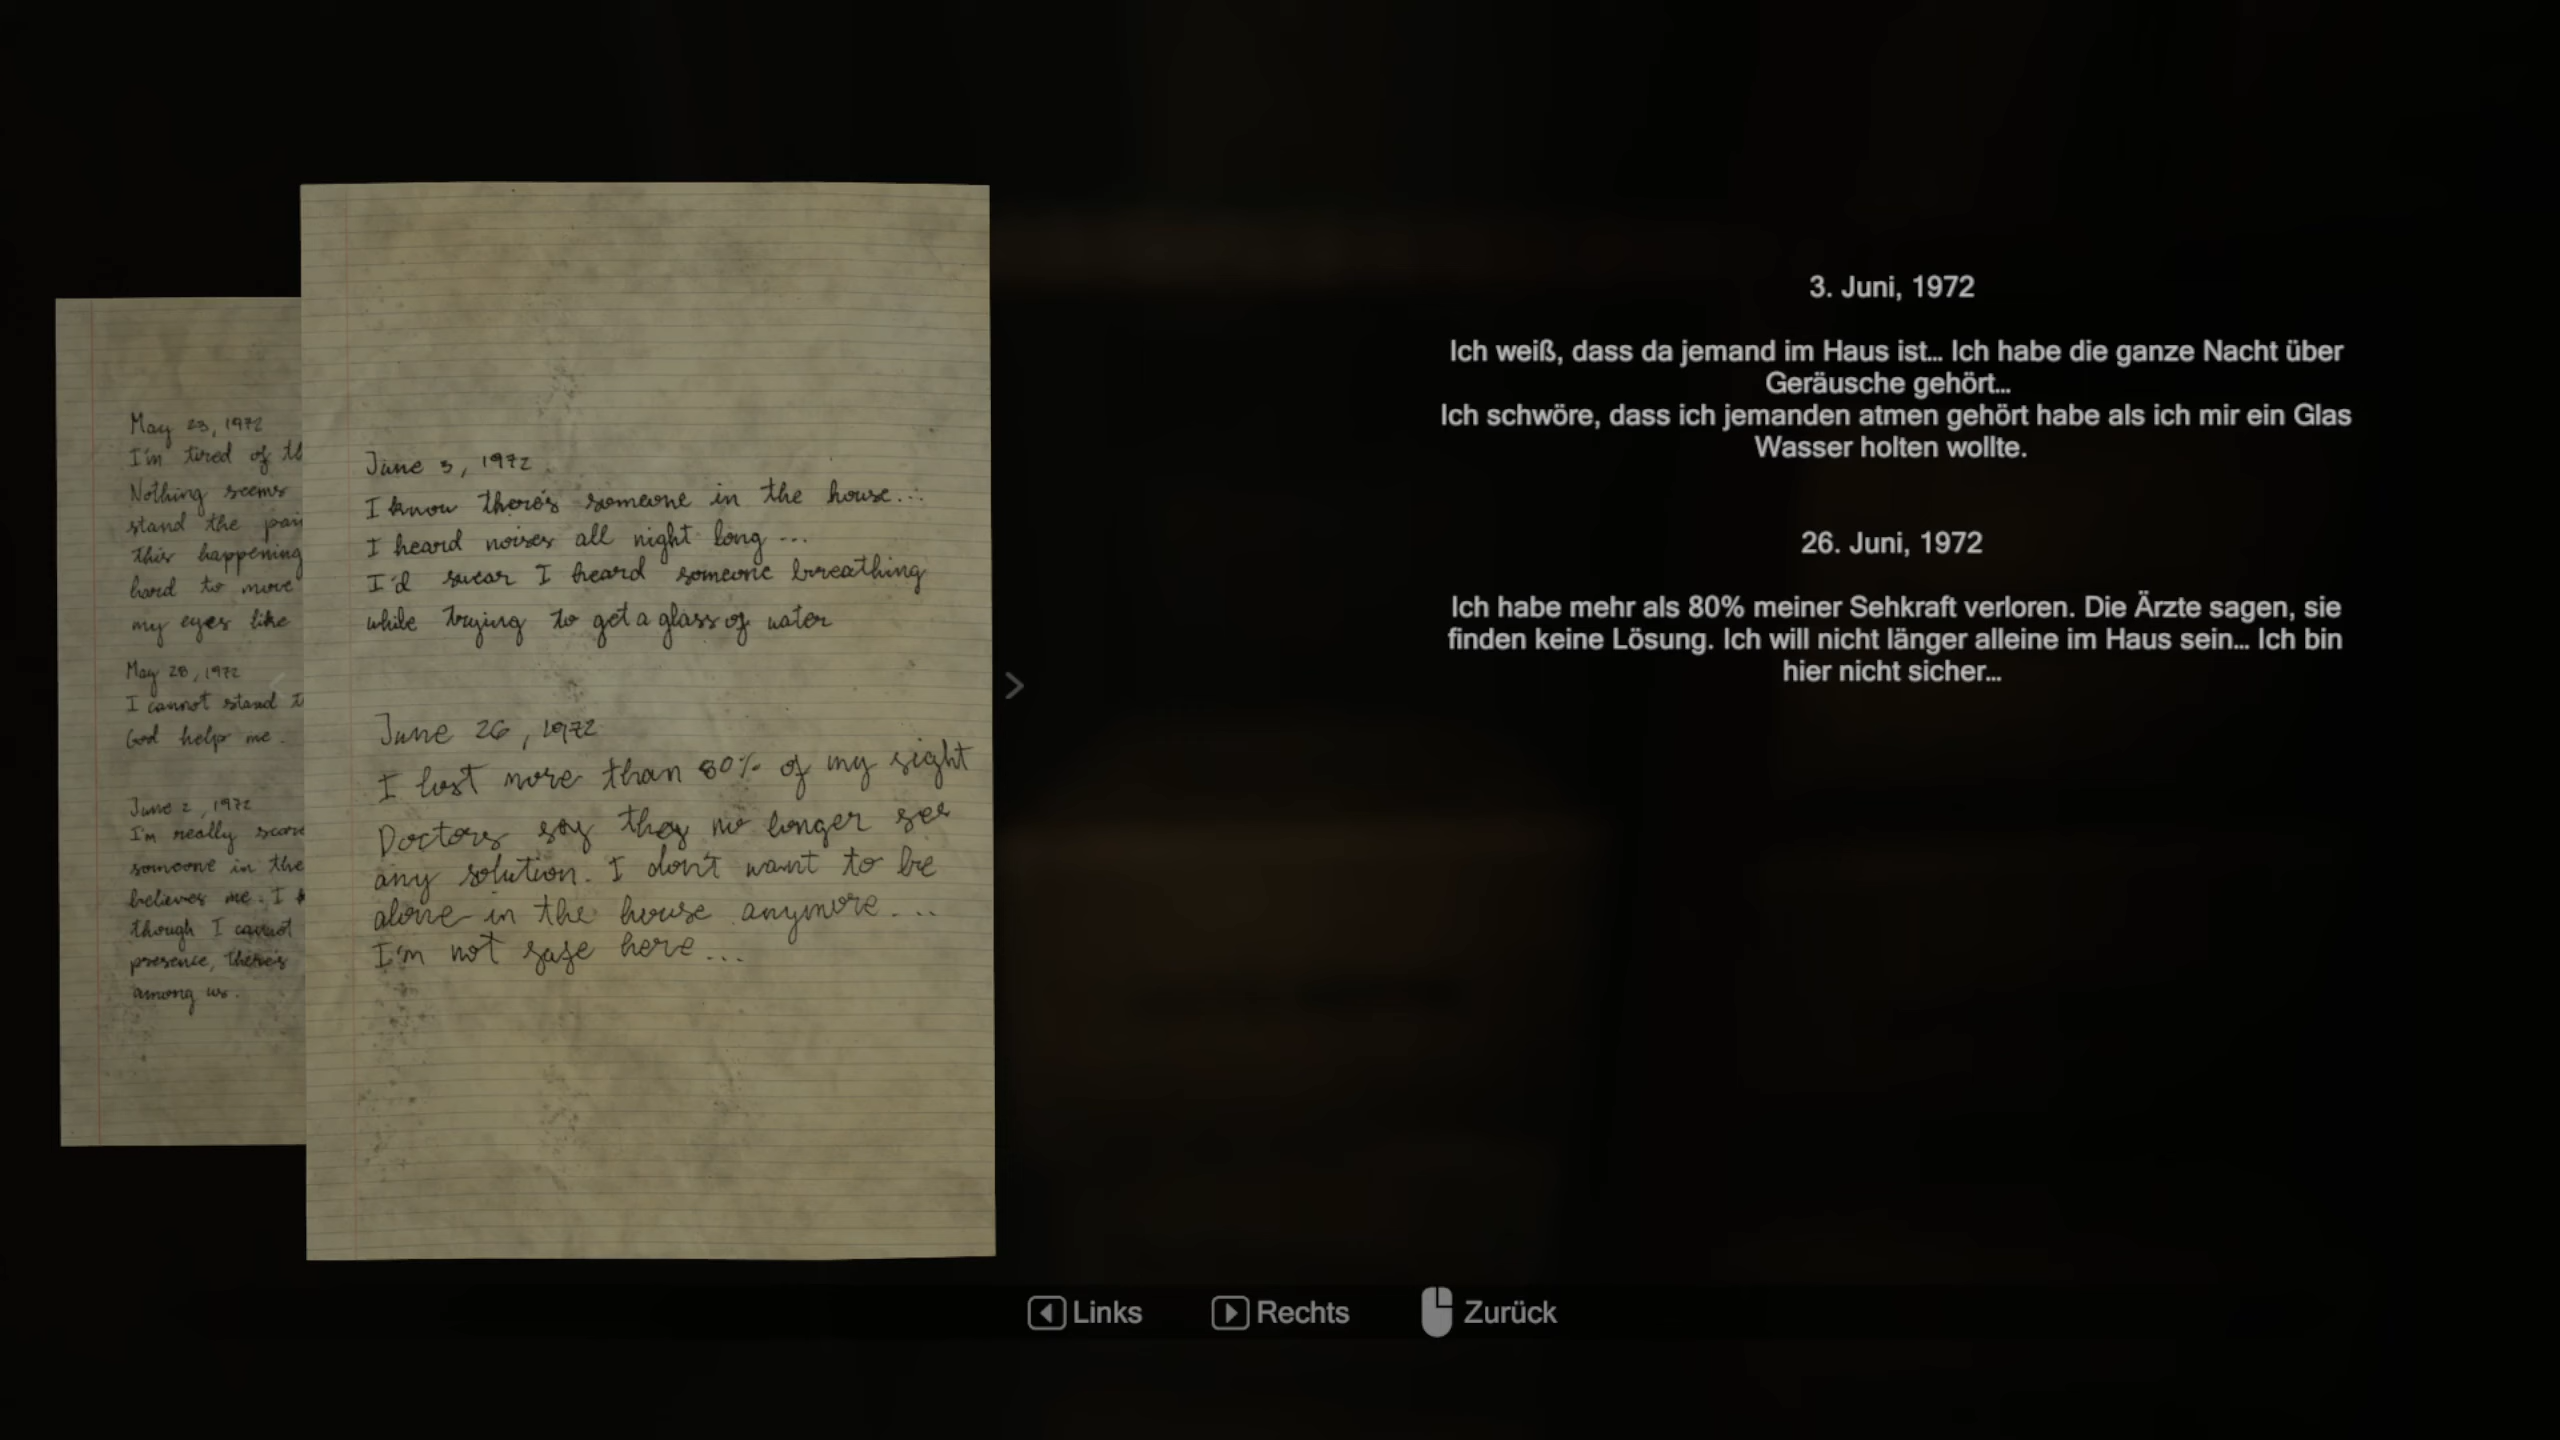 May 23, 1972
I'm tired of
Nothing seems
stand the
this happening
hard to move
my eyes like
May 28, 1972
I cannot stand
God help me.
June 2, 1972
I'm really
someone in the
believes me. I
though I cannot
presence, there's
among us.
June 3, 1972
I know there's someone in the house...
I heard noises all night long ...
I'd swear I heard someone breathing
while trying to get a glass of water
June 26, 1972
I lost more than 80% of my sight
Doctors say they no longer see
any solution. I don't want to be
alone in the house anymore...
I'm not safe here...
3. Juni, 1972
Ich weiß, dass da jemand im Haus ist... Ich habe die ganze Nacht über
Geräusche gehört...
Ich schwöre, dass ich jemanden atmen gehört habe als ich mir ein Glas
Wasser holten wollte.
26. Juni, 1972
Ich habe mehr als 80% meiner Sehkraft verloren. Die Ärzte sagen, sie
finden keine Lösung. Ich will nicht länger alleine im Haus sein... Ich bin
hier nicht sicher...
Links Rechts Zurück